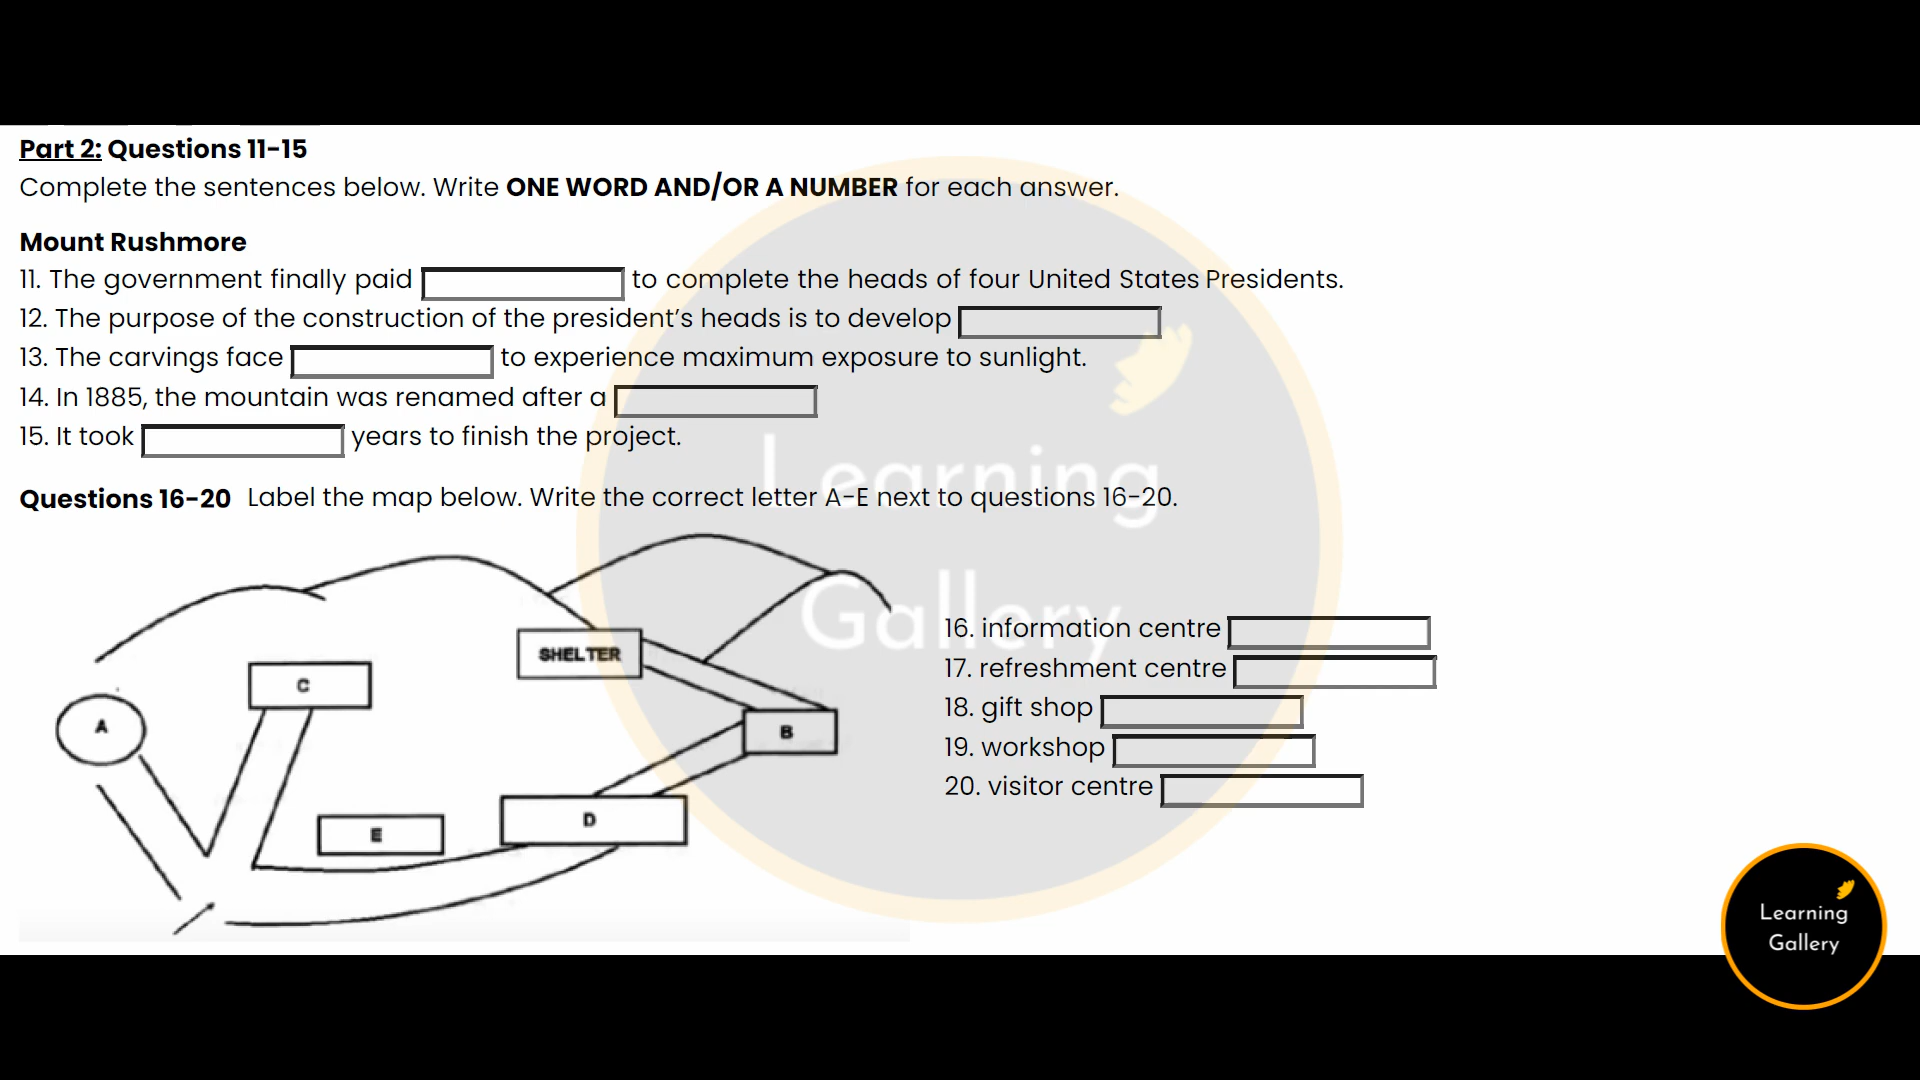 Part 2: Questions 11-15
Complete the sentences below. Write ONE WORD AND/OR A NUMBER for each answer.
Mount Rushmore
11. The government finally paid to complete the heads of four United States Presidents.
12. The purpose of the construction of the president's heads is to develop
13. The carvings face to experience maximum exposure to sunlight.
14. In 1885, the mountain was renamed after a
15. It took years to finish the project.
Questions 16-20 Label the map below. Write the correct letter A-E next to questions 16-20.
SHELTER
C
A
B
D
E
16. information centre
17. refreshment centre
18. gift shop
19. workshop
20. visitor centre
Learning
Gallery
Learning
Gallery